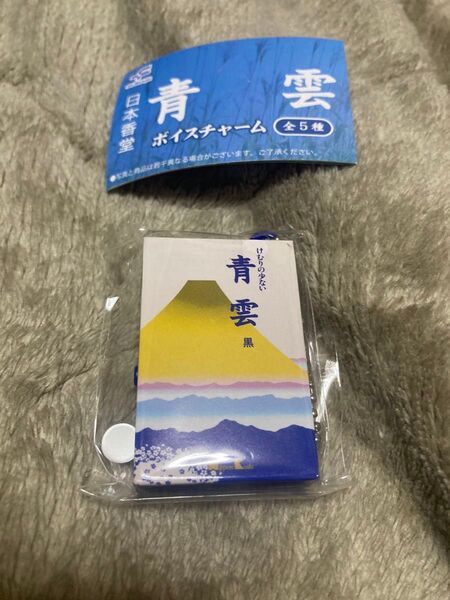 日本香堂
青雲
ボイスチャーム
全5種
●写真と商品は若干異なる場合がございます。ご了承ください。
けむりの少ない
青雲
黒